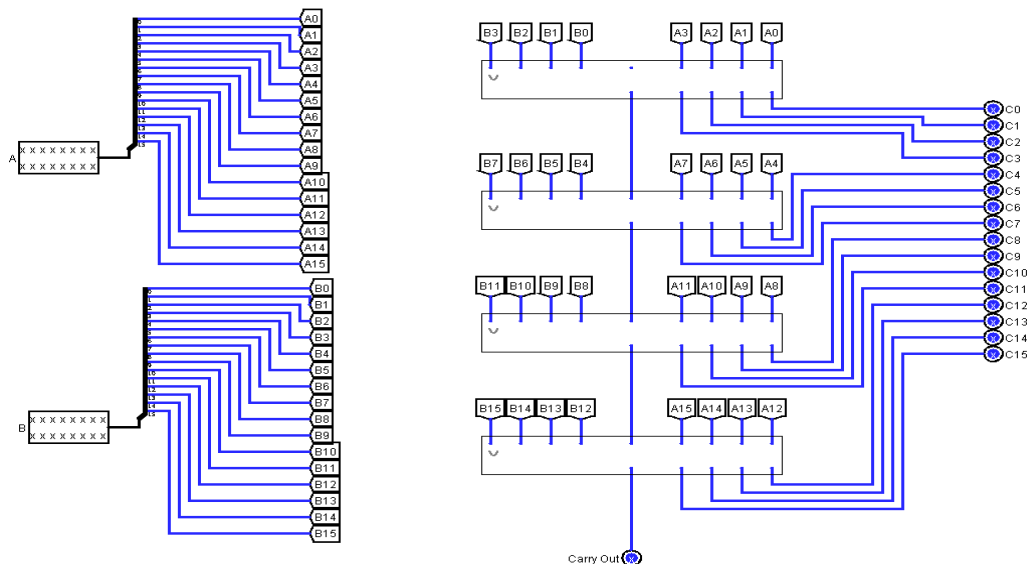 A0
A1
A2
A3
A4
A5
A6
A7
A8
A9
A10
A11
A12
A13
A14
A15
A
x x x x x x x x
x x x x x x x x
B0
B1
B2
B3
B4
B5
B6
B7
B8
B9
B10
B11
B12
B13
B14
B15
B
x x x x x x x x
x x x x x x x x
B3 B2 B1 B0 A3 A2 A1 A0
B7 B6 B5 B4 A7 A6 A5 A4
B11 B10 B9 B8 A11 A10 A9 A8
B15 B14 B13 B12 A15 A14 A13 A12
x C0
x C1
x C2
x C3
x C4
x C5
x C6
x C7
x C8
x C9
x C10
x C11
x C12
x C13
x C14
x C15
Carry Out x